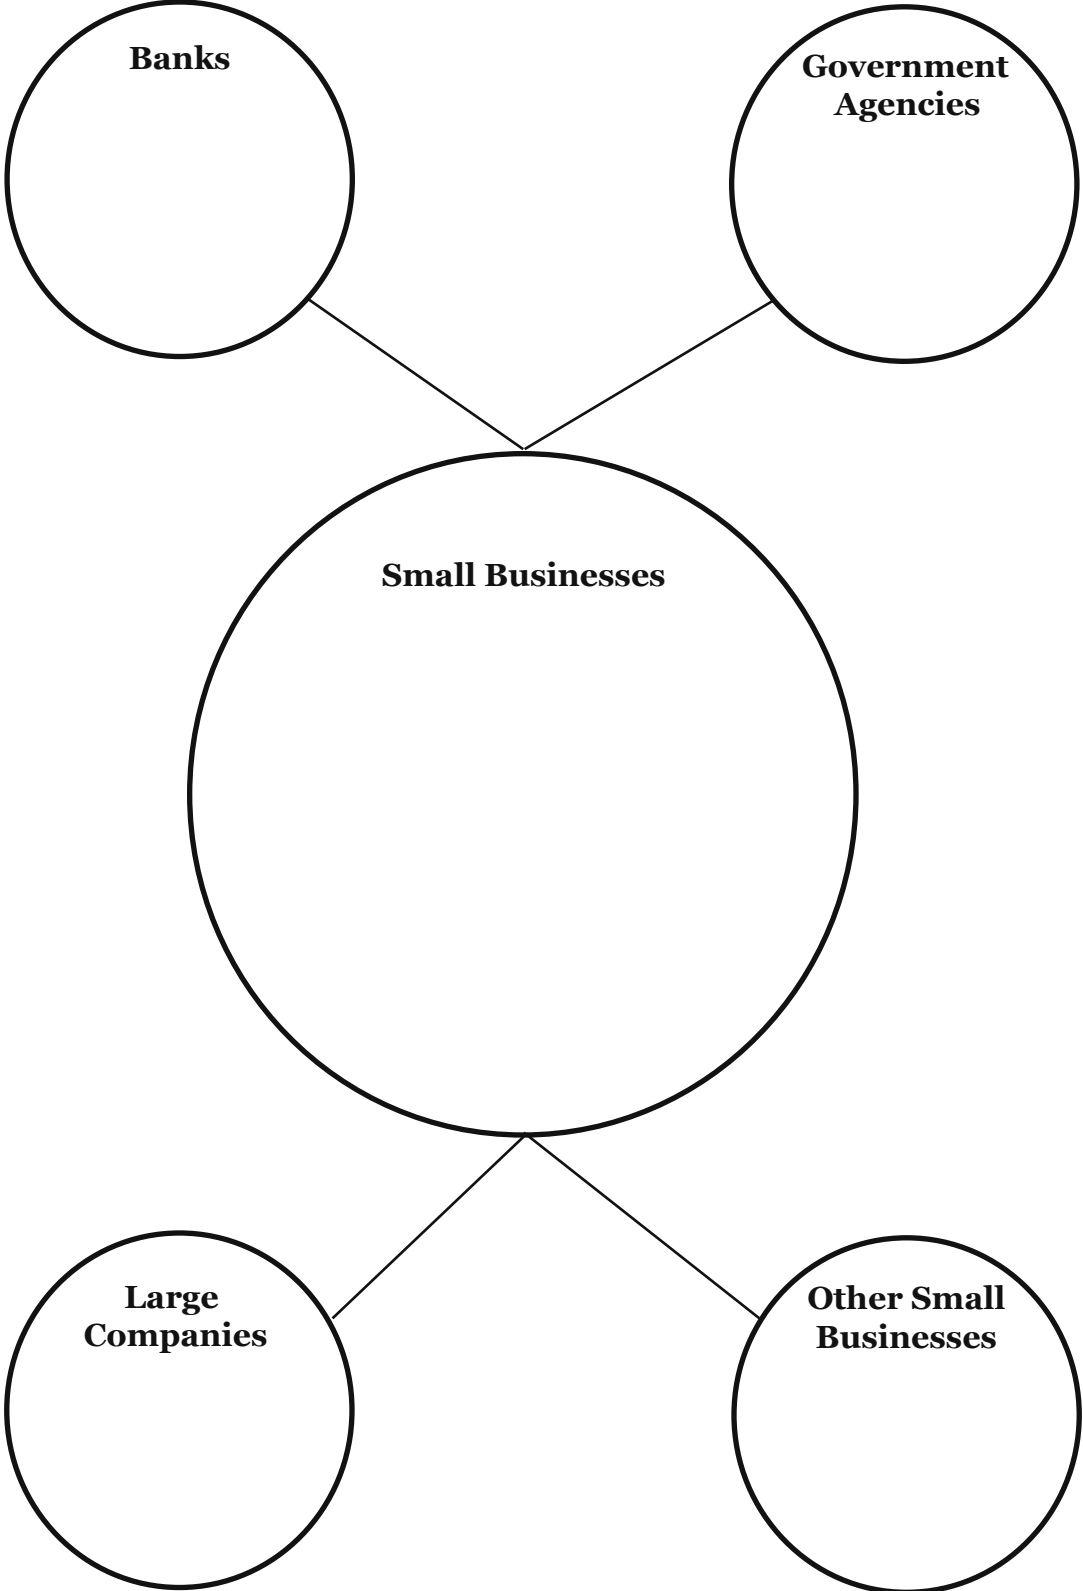 Banks
Government
Agencies
Small Businesses
Large
Companies
Other Small
Businesses